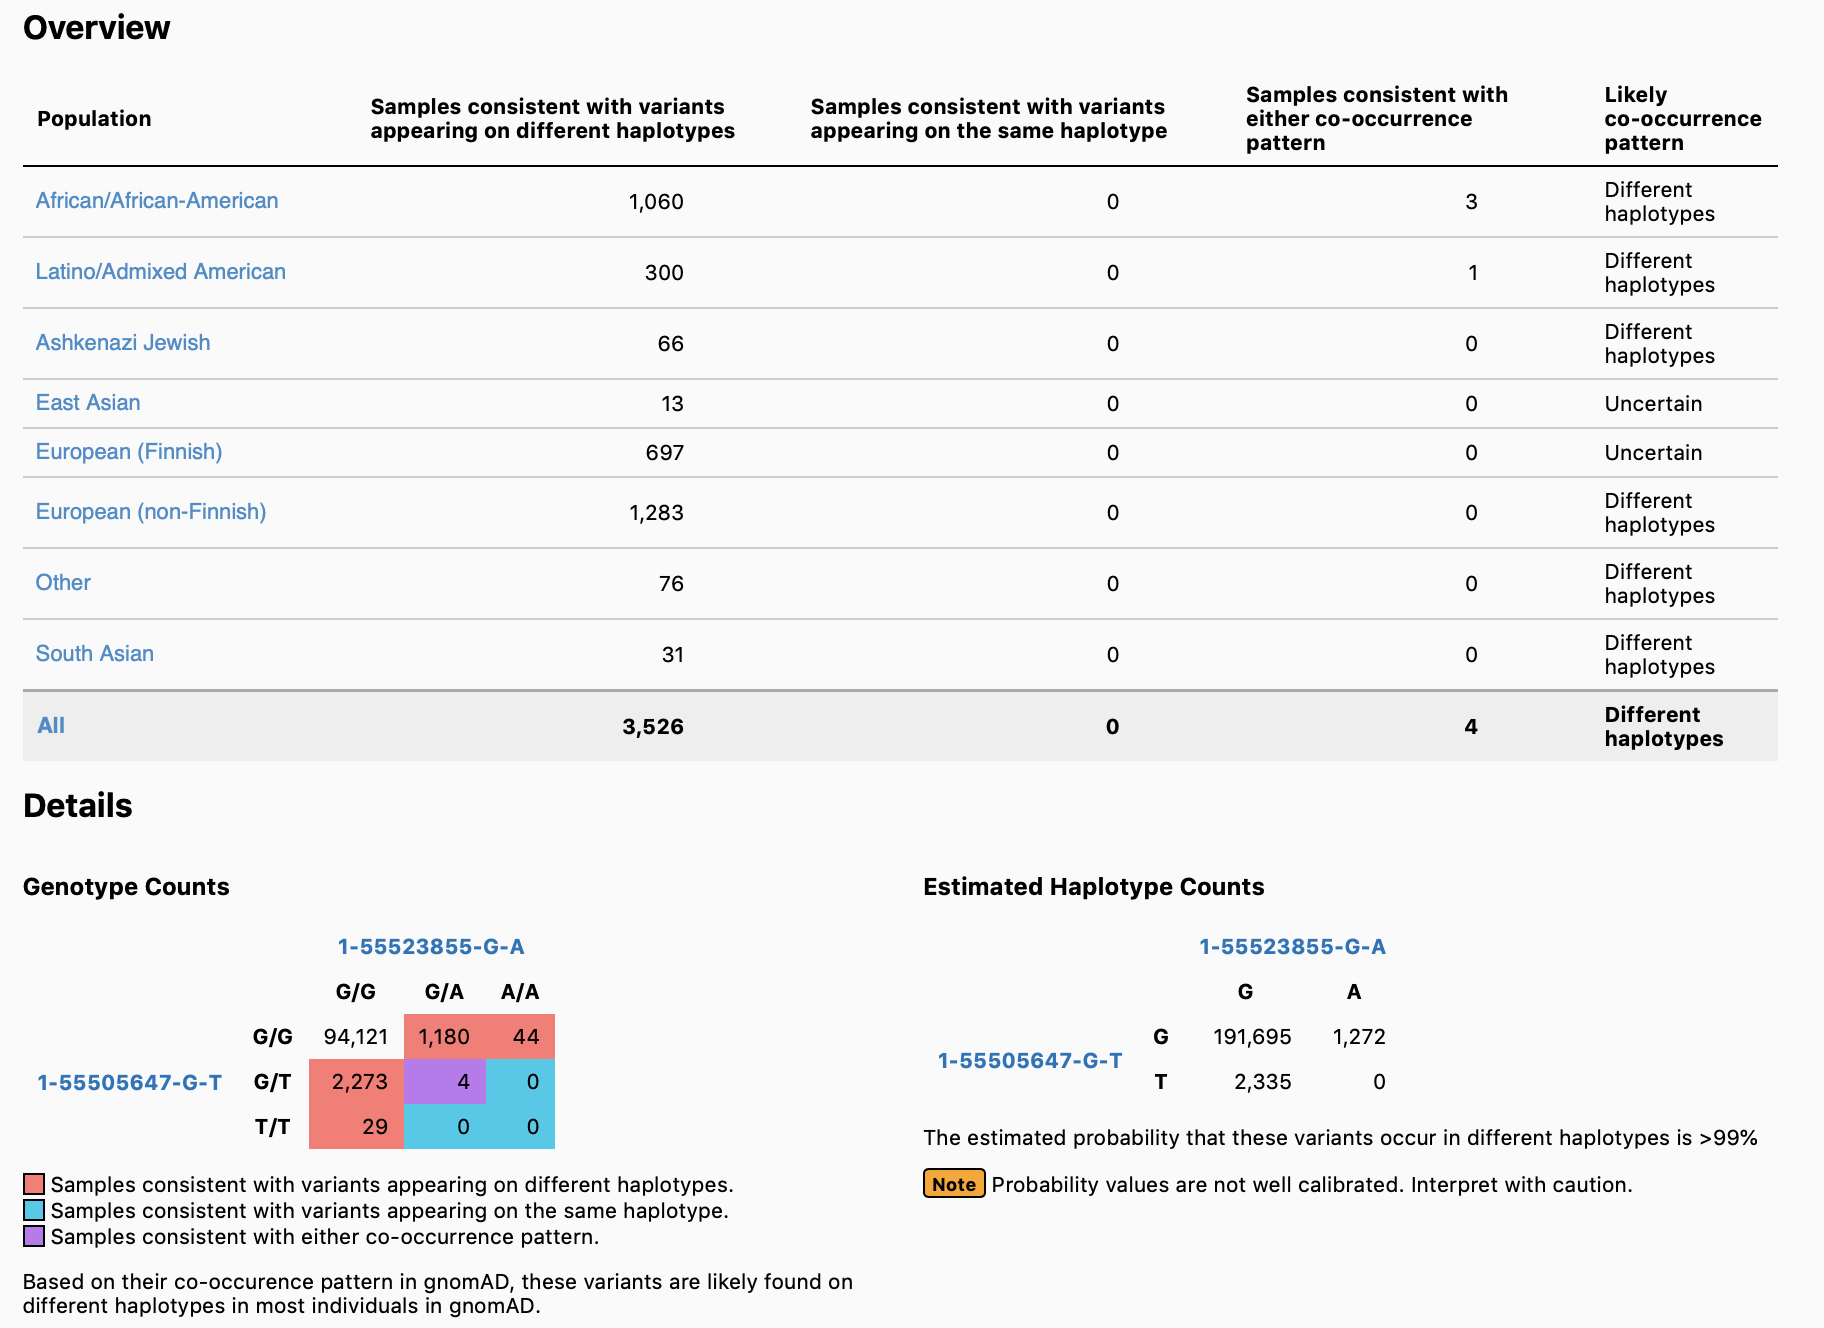 Overview
Population
Samples consistent with variants
appearing on different haplotypes
Samples consistent with variants
appearing on the same haplotype
Samples consistent with
either co-occurrence
pattern
Likely
co-occurrence
pattern
African/African-American 1,060 0 3 Different
haplotypes
Latino/Admixed American 300 0 1 Different
haplotypes
Ashkenazi Jewish 66 0 0 Different
haplotypes
East Asian 13 0 0 Uncertain
European (Finnish) 697 0 0 Uncertain
European (non-Finnish) 1,283 0 0 Different
haplotypes
Other 76 0 0 Different
haplotypes
South Asian 31 0 0 Different
haplotypes
All 3,526 0 4 Different
haplotypes
Details
Genotype Counts
1-55523855-G-A
G/G G/A A/A
G/G 94,121 1,180 44
1-55505647-G-T G/T 2,273 4 0
T/T 29 0 0
Samples consistent with variants appearing on different haplotypes.
Samples consistent with variants appearing on the same haplotype.
Samples consistent with either co-occurrence pattern.
Based on their co-occurence pattern in gnomAD, these variants are likely found on
different haplotypes in most individuals in gnomAD.
Estimated Haplotype Counts
1-55523855-G-A
G A
G 191,695 1,272
1-55505647-G-T
T 2,335 0
The estimated probability that these variants occur in different haplotypes is >99%
Note Probability values are not well calibrated. Interpret with caution.